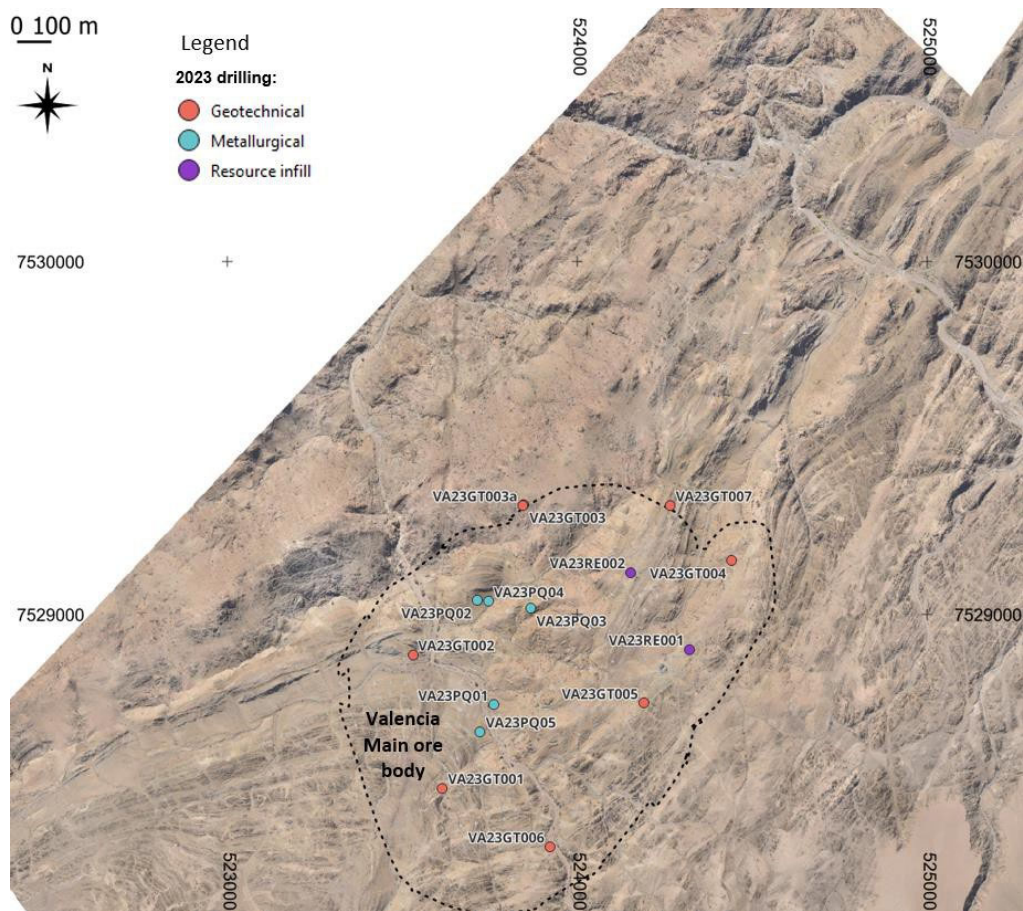 0 100 m
Legend
N
2023 drilling:
Geotechnical
Metallurgical
Resource infill
524000
525000
7530000
7530000
VA23GT003a
VA23GT003
VA23GT007
VA23RE002
VA23GT004
VA23PQ04
VA23PQ02
VA23PQ03
7529000
7529000
VA23GT002
VA23RE001
VA23PQ01
VA23GT005
VA23PQ05
Valencia
Main ore
body
VA23GT001
VA23GT006
523000
524000
525000